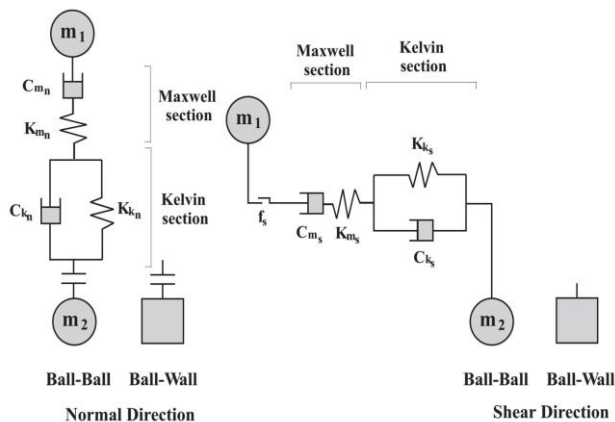 m₁
Cₘₙ
Kₘₙ
Maxwell
section
Cₖₙ
Kₖₙ
Kelvin
section
m₂
Ball-Ball Ball-Wall
Normal Direction
Maxwell
section
Kelvin
section
m₁
fₛ
Cₘₛ
Kₘₛ
Kₖₛ
Cₖₛ
m₂
Ball-Ball Ball-Wall
Shear Direction